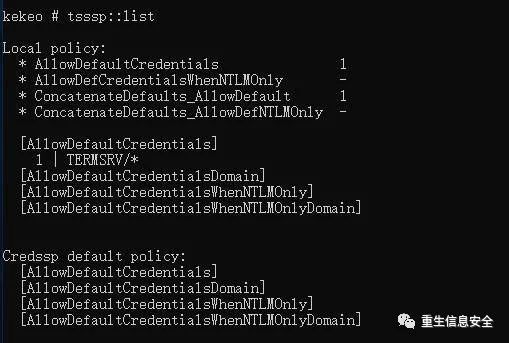 kekeo # tsssp::list
Local policy:
* AllowDefaultCredentials 1
* AllowDefCredentialsWhenNTLMOnly -
* ConcatenateDefaults_AllowDefault 1
* ConcatenateDefaults_AllowDefNTLMOnly -
[AllowDefaultCredentials]
1 | TERMSRV/*
[AllowDefaultCredentialsDomain]
[AllowDefaultCredentialsWhenNTLMOnly]
[AllowDefaultCredentialsWhenNTLMOnlyDomain]
Credssp default policy:
[AllowDefaultCredentials]
[AllowDefaultCredentialsDomain]
[AllowDefaultCredentialsWhenNTLMOnly]
[AllowDefaultCredentialsWhenNTLMOnlyDomain]
重生信息安全